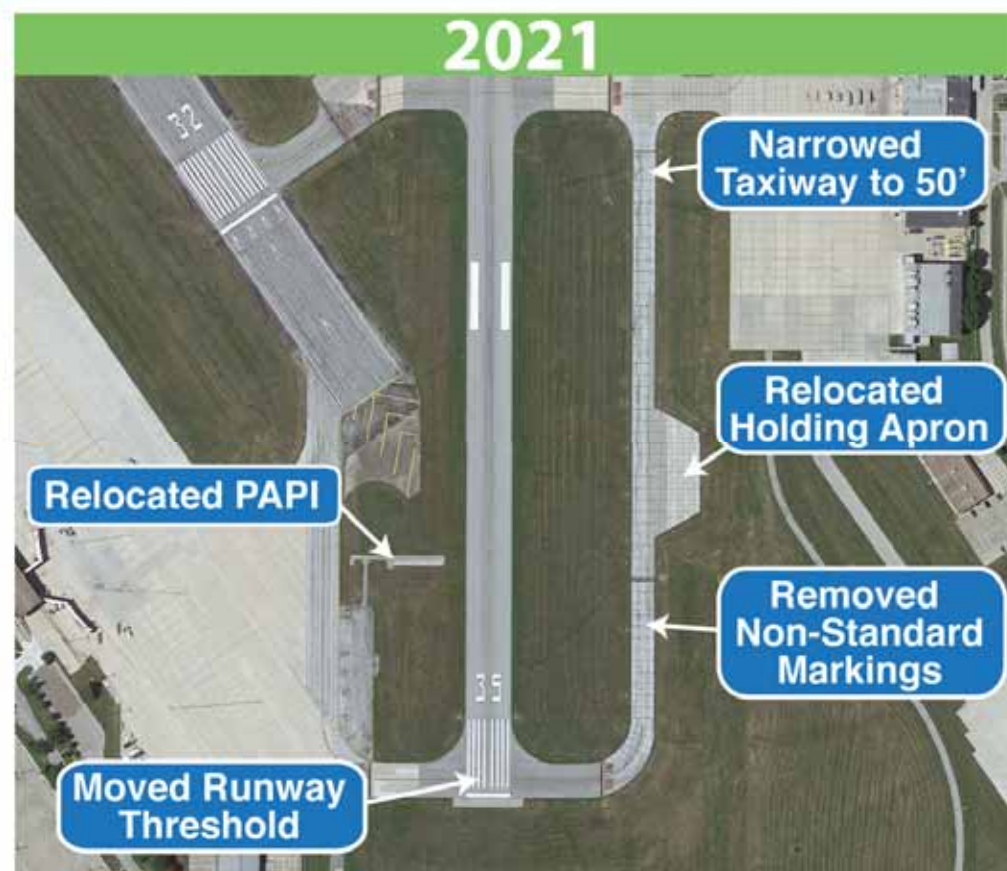 2021
32
Narrowed
Taxiway to 50’
Relocated
Holding Apron
Relocated PAPI
Removed
Non-Standard
Markings
35
Moved Runway
Threshold